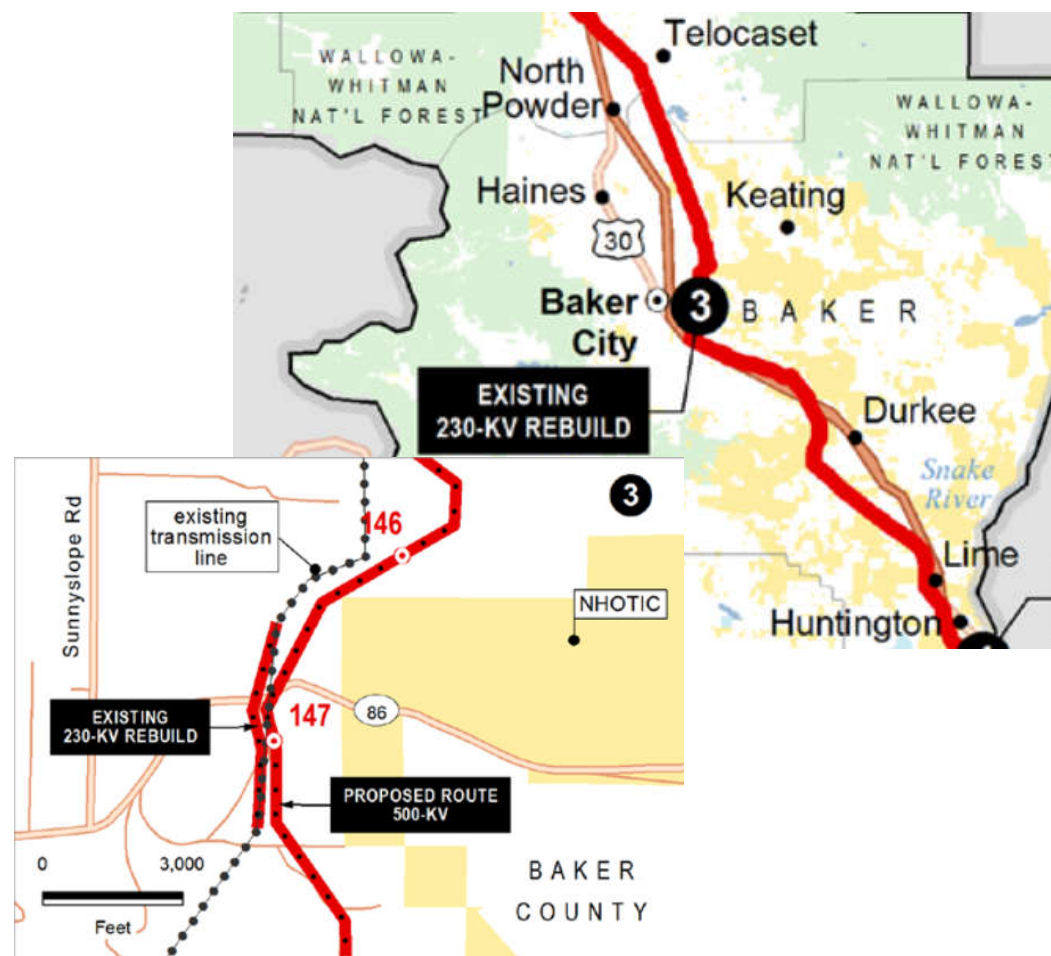 Telocaset
WALLOWA-
WHITMAN
NAT'L FOREST
North
Powder
WALLOWA-
WHITMAN
NAT'L FOREST
Haines
Keating
30
Baker
City
3
BAKER
EXISTING
230-KV REBUILD
Durkee
Snake
River
Lime
Huntington
3
Sunnyslope Rd
existing
transmission
line
146
NHOTIC
EXISTING
230-KV REBUILD
147
86
PROPOSED ROUTE
500-KV
0 3,000
Feet
BAKER
COUNTY